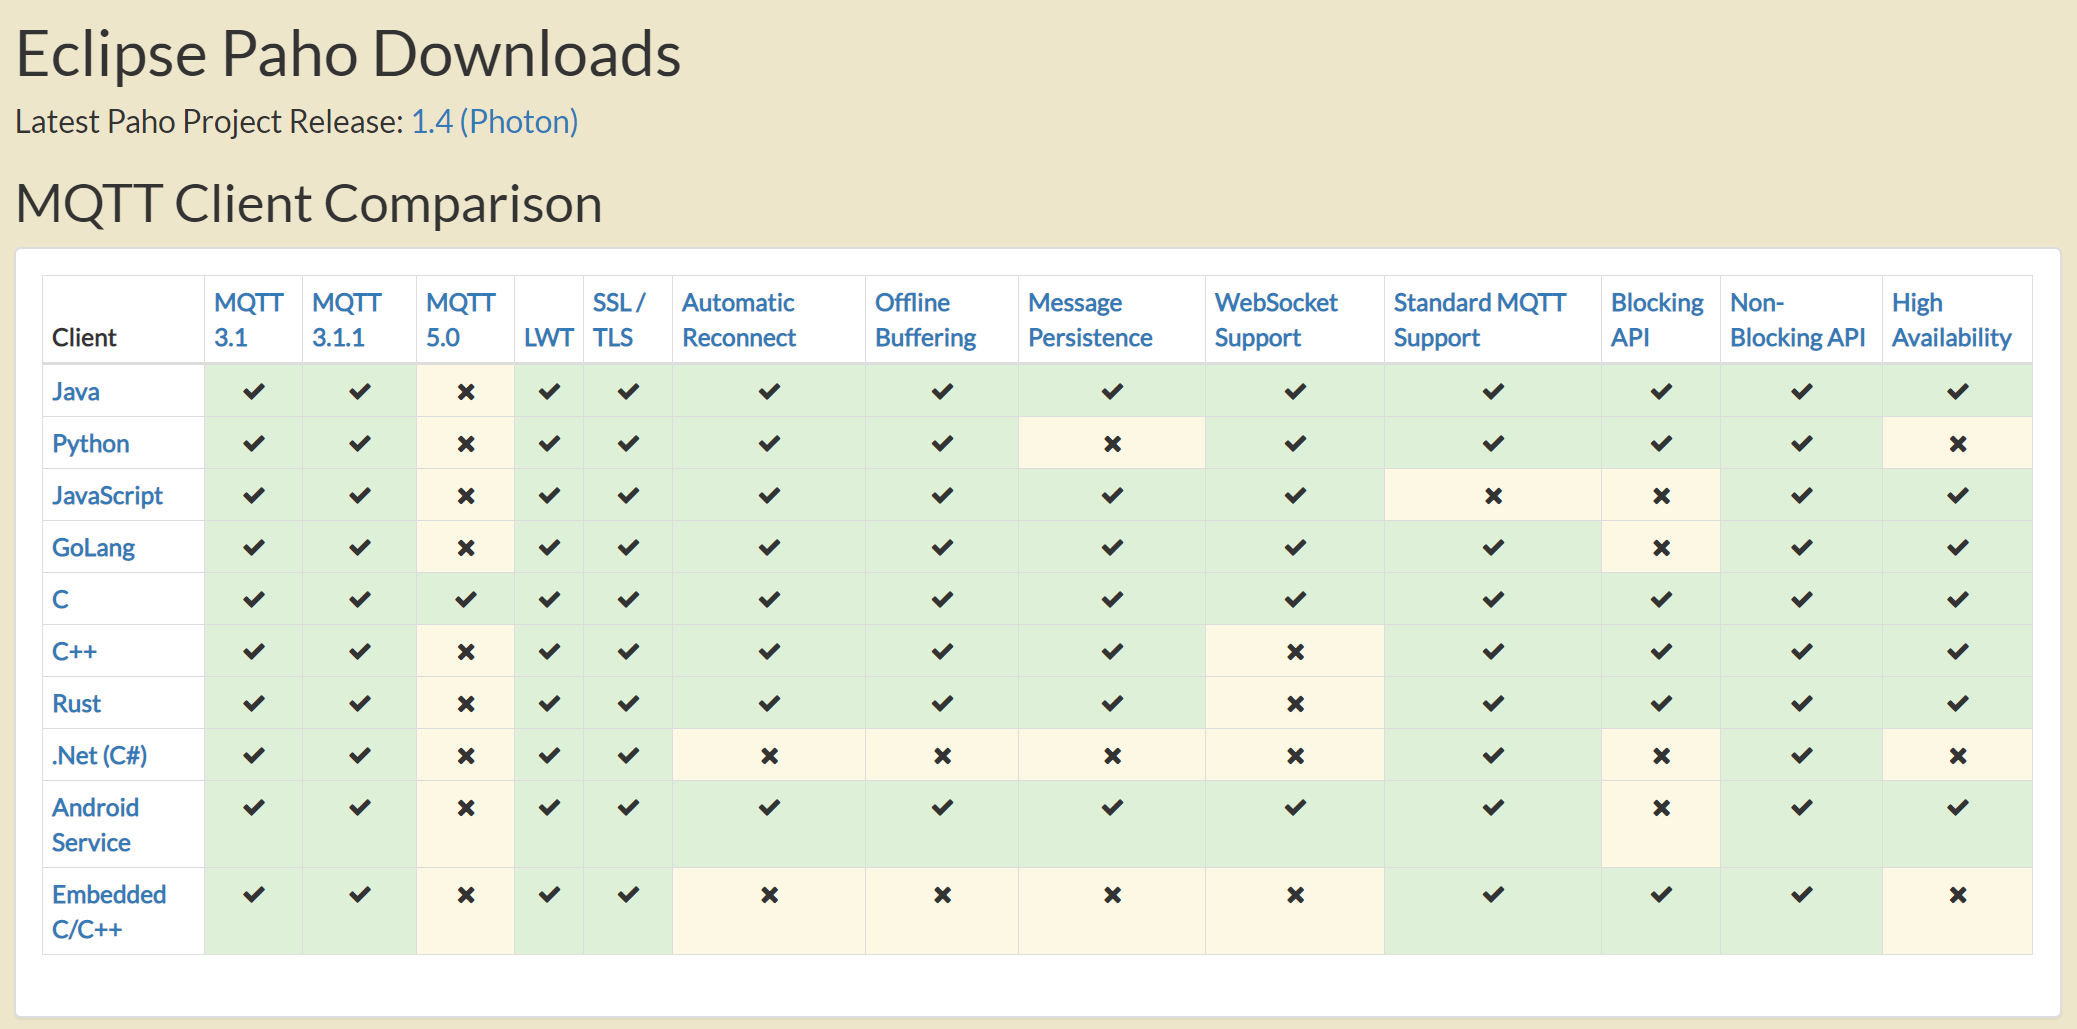 Eclipse Paho Downloads
Latest Paho Project Release: 1.4 (Photon)
MQTT Client Comparison
Client MQTT 3.1 MQTT 3.1.1 MQTT 5.0 LWT SSL / TLS Automatic Reconnect Offline Buffering Message Persistence WebSocket Support Standard MQTT Support Blocking API Non-Blocking API High Availability
Java ✔ ✔ ✖ ✔ ✔ ✔ ✔ ✔ ✔ ✔ ✔ ✔ ✔
Python ✔ ✔ ✖ ✔ ✔ ✔ ✔ ✖ ✔ ✔ ✔ ✔ ✖
JavaScript ✔ ✔ ✖ ✔ ✔ ✔ ✔ ✔ ✔ ✖ ✖ ✔ ✔
GoLang ✔ ✔ ✖ ✔ ✔ ✔ ✔ ✔ ✔ ✔ ✖ ✔ ✔
C ✔ ✔ ✔ ✔ ✔ ✔ ✔ ✔ ✔ ✔ ✔ ✔ ✔
C++ ✔ ✔ ✖ ✔ ✔ ✔ ✔ ✔ ✖ ✔ ✔ ✔ ✔
Rust ✔ ✔ ✖ ✔ ✔ ✔ ✔ ✔ ✖ ✔ ✔ ✔ ✔
.Net (C#) ✔ ✔ ✖ ✔ ✔ ✖ ✖ ✖ ✖ ✔ ✖ ✔ ✖
Android Service ✔ ✔ ✖ ✔ ✔ ✔ ✔ ✔ ✔ ✔ ✖ ✔ ✔
Embedded C/C++ ✔ ✔ ✖ ✔ ✔ ✖ ✖ ✖ ✖ ✔ ✔ ✔ ✖